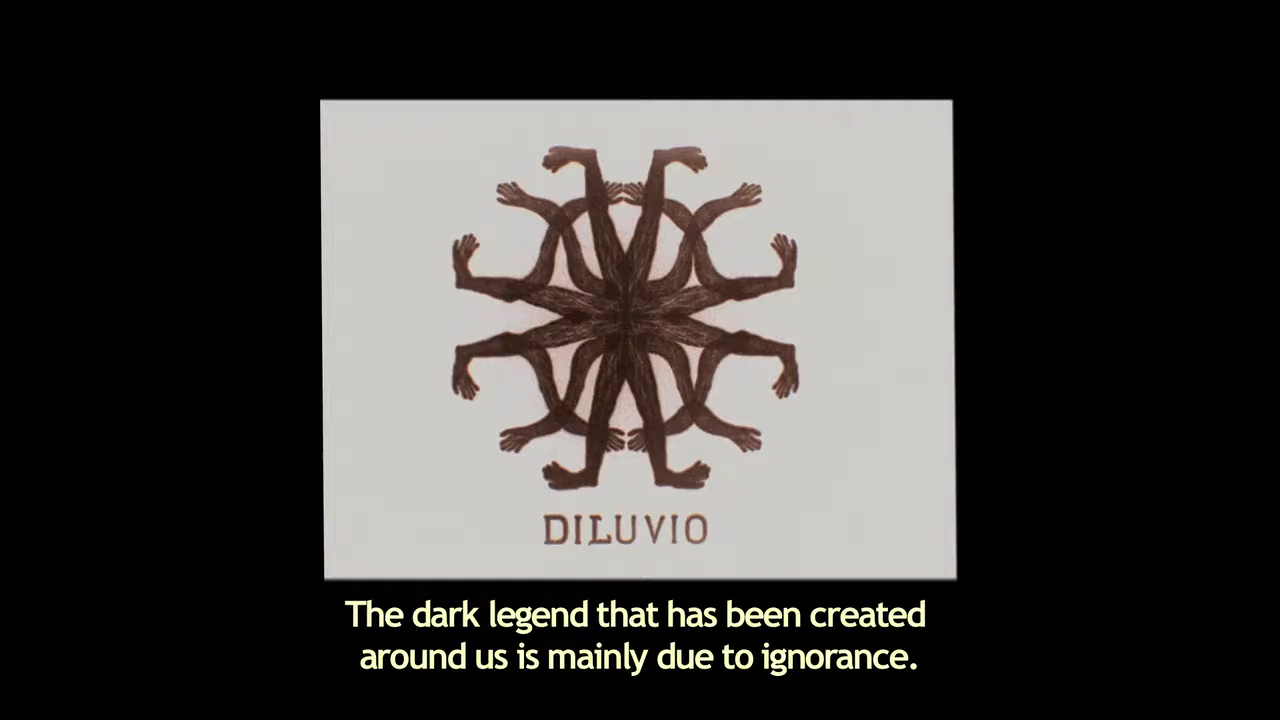 DILUVIO
The dark legend that has been created
around us is mainly due to ignorance.